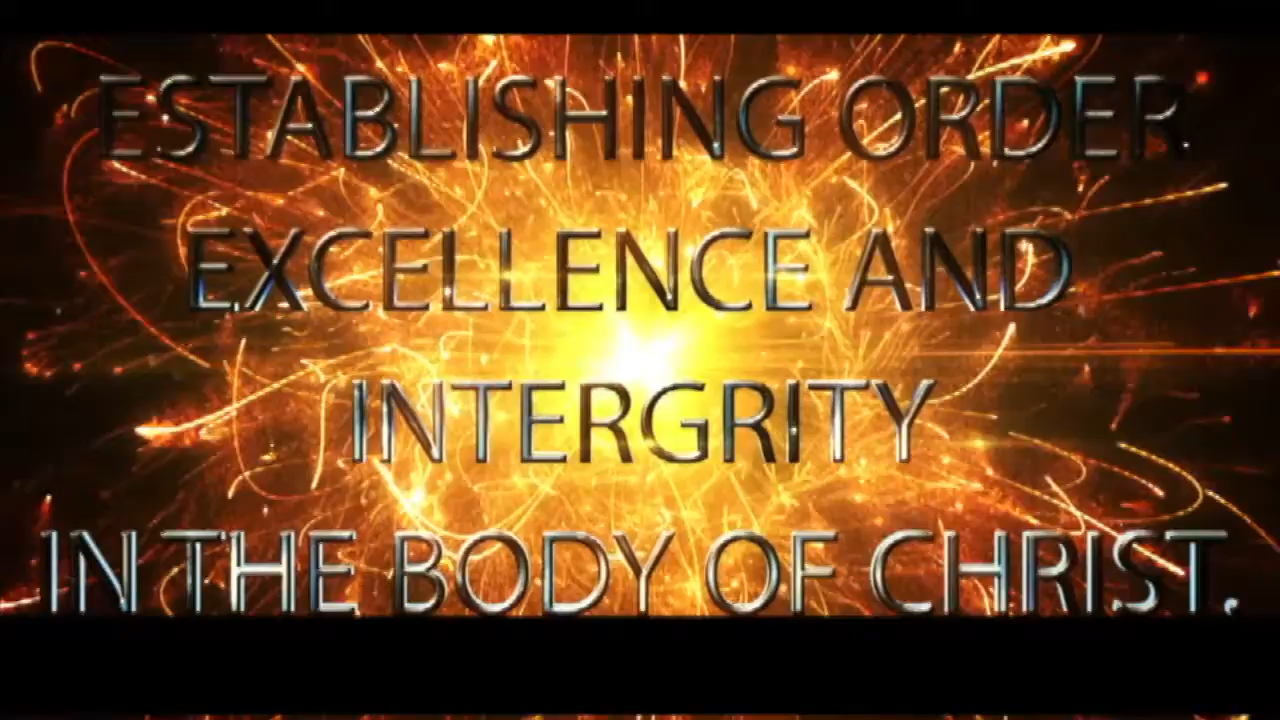 ESTABLISHING ORDER
EXCELLENCE AND
INTERGRITY
IN THE BODY OF CHRIST.